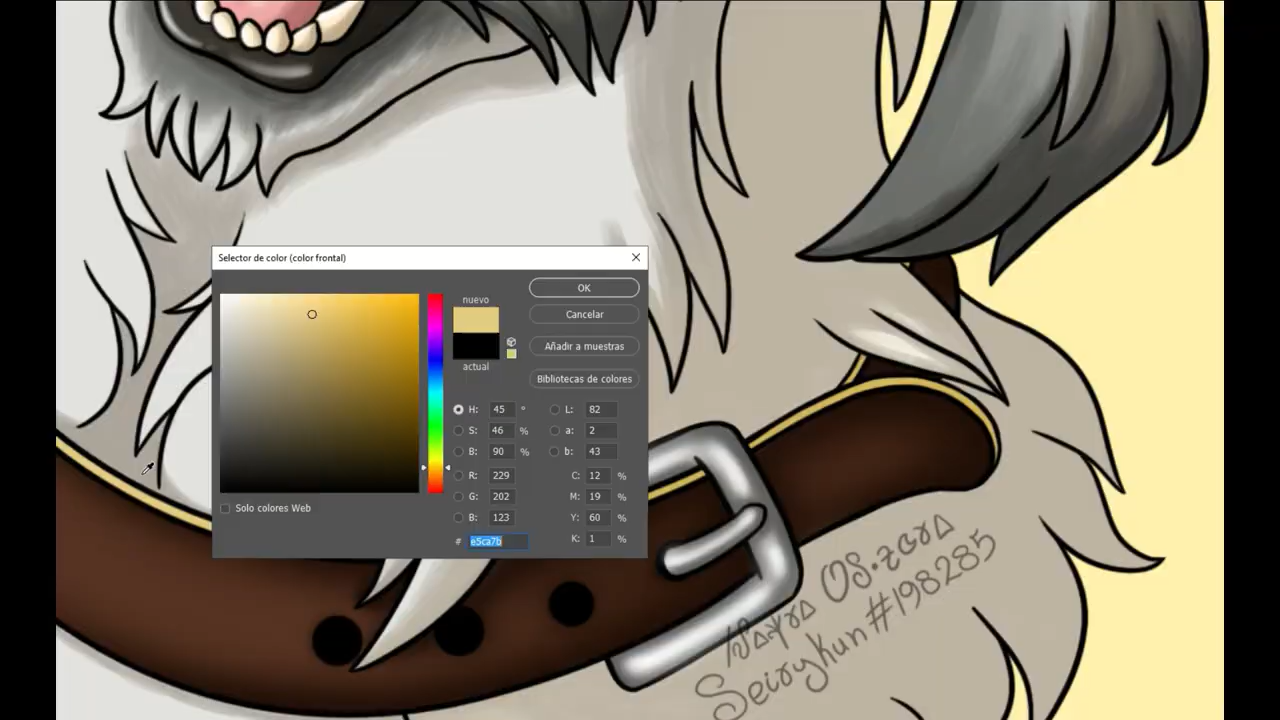 Selector de color (color frontal)
nuevo
actual
OK
Cancelar
Añadir a muestras
Bibliotecas de colores
H: 45 °
S: 46 %
B: 90 %
R: 229
G: 202
B: 123
# e5ca7b
L: 82
a: 2
b: 43
C: 12 %
M: 19 %
Y: 60 %
K: 1 %
Solo colores Web
Seirykun #198285